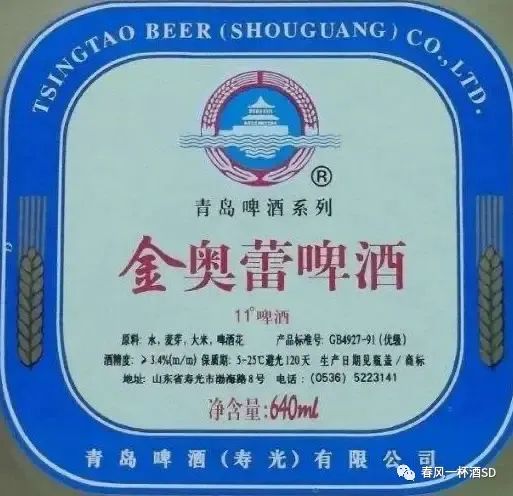 TSINGTAO BEER (SHOUGUANG) CO., LTD.
®
青岛啤酒系列
金奥蕾啤酒
11°啤酒
原料: 水, 麦芽, 大米, 啤酒花 产品标准号: GB4927-91 (优级)
酒精度: ≥3.4%(m/m) 保质期: 5-25℃避光120天 生产日期见瓶盖/商标
地址: 山东省寿光市渤海路8号 电话: (0536) 5223141
净含量:640ml
青岛啤酒(寿光)有限公司
春风一杯酒SD